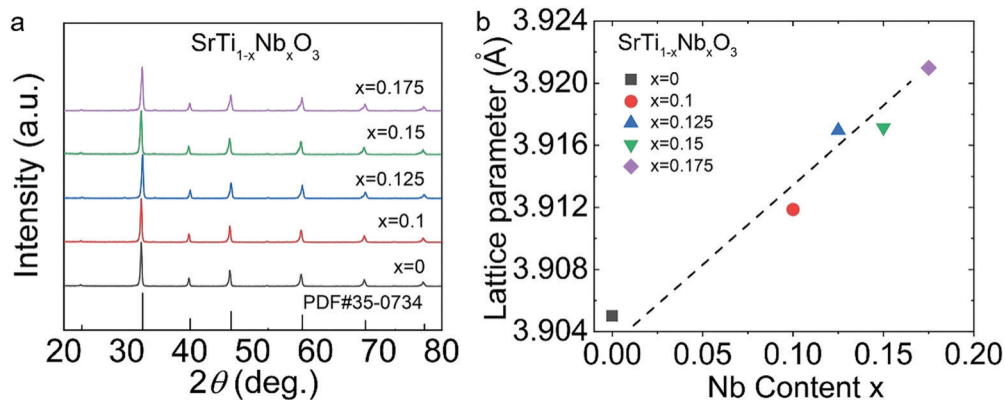 a
SrTi₁₋ₓNbₓO₃
x=0.175
x=0.15
x=0.125
x=0.1
x=0
PDF#35-0734
Intensity (a.u.)
20 30 40 50 60 70 80
2θ (deg.)
b
SrTi₁₋ₓNbₓO₃
x=0
x=0.1
x=0.125
x=0.15
x=0.175
Lattice parameter (Å)
3.924
3.920
3.916
3.912
3.908
3.904
0.00 0.05 0.10 0.15 0.20
Nb Content x